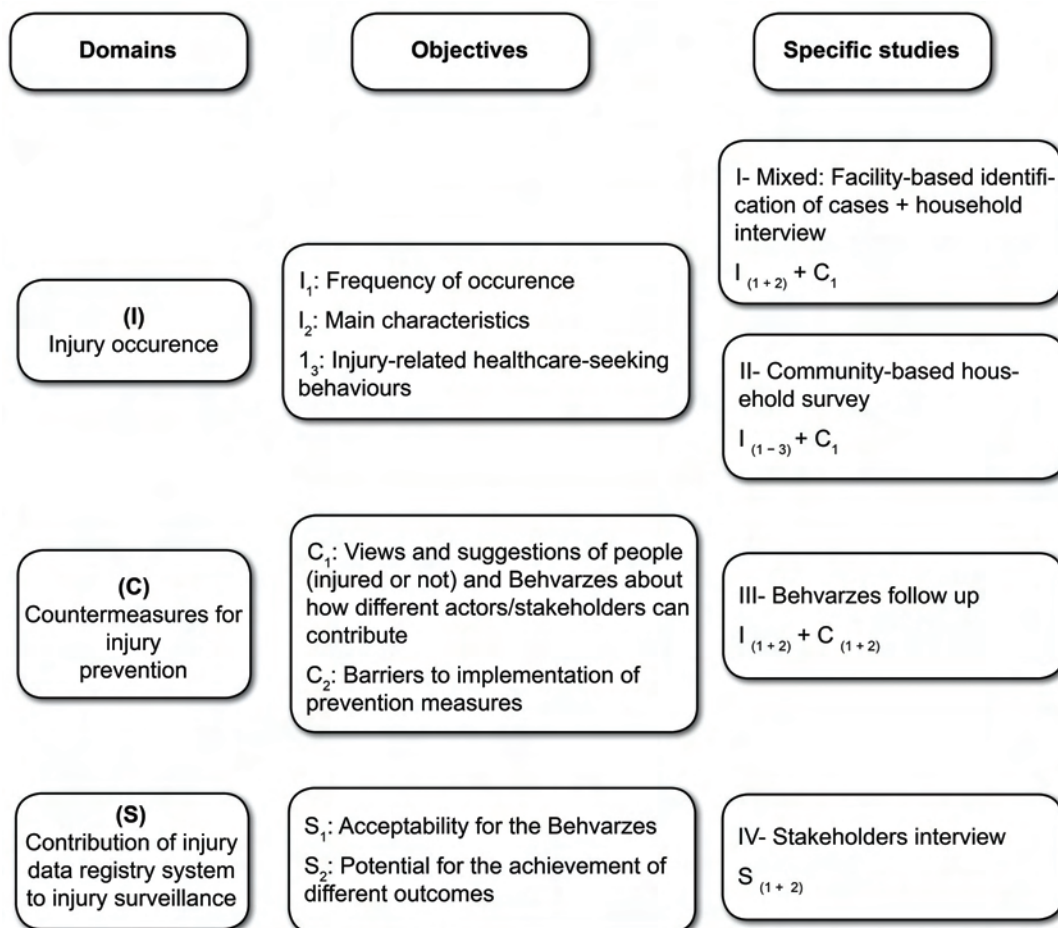 Domains
Objectives
Specific studies
(I)
Injury occurence
I₁: Frequency of occurence
I₂: Main characteristics
1₃: Injury-related healthcare-seeking
behaviours
I- Mixed: Facility-based identifi-
cation of cases + household
interview
I (1 + 2) + C₁
II- Community-based hous-
ehold survey
I (1 – 3) + C₁
(C)
Countermeasures for
injury
prevention
C₁: Views and suggestions of people
(injured or not) and Behvarzes about
how different actors/stakeholders can
contribute
C₂: Barriers to implementation of
prevention measures
III- Behvarzes follow up
I (1 + 2) + C (1 + 2)
(S)
Contribution of injury
data registry system
to injury surveillance
S₁: Acceptability for the Behvarzes
S₂: Potential for the achievement of
different outcomes
IV- Stakeholders interview
S (1 + 2)